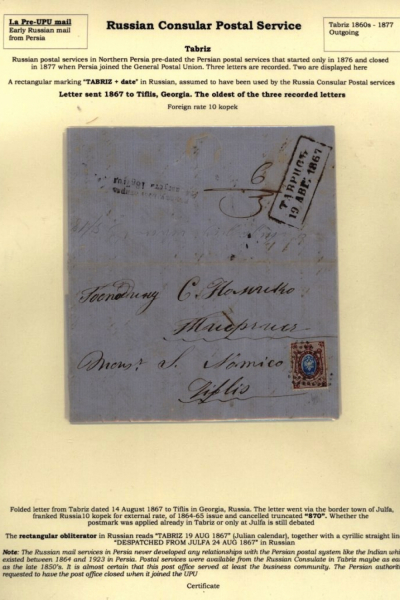 La Pre-UPU mail
Early Russian mail
from Persia
Russian Consular Postal Service
Tabriz 1860s - 1877
Outgoing
Tabriz
Russian postal services in Northern Persia pre-dated the Persian postal services that started only in 1876 and closed
in 1877 when Persia joined the General Postal Union. Three letters are recorded. Two are displayed here
A rectangular marking "TABRIZ + date" in Russian, assumed to have been used by the Russia Consular Postal services
Letter sent 1867 to Tiflis, Georgia. The oldest of the three recorded letters
Foreign rate 10 kopek
6
ТАВРИЗЪ
19 АВГ. 1867
Господину С.
Тифлисъ
Mons.r S.
Tiflis
Folded letter from Tabriz dated 14 August 1867 to Tiflis in Georgia, Russia. The letter went via the border town of Julfa,
franked Russia10 kopek for external rate, of 1864-65 issue and cancelled truncated "870". Whether the
postmark was applied already in Tabriz or only at Julfa is still debated
The rectangular obliterator in Russian reads "TABRIZ 19 AUG 1867" (Julian calendar), together with a cyrillic straight lin
"DESPATCHED FROM JULFA 24 AUG 1867" in Russian
Note: The Russian mail services in Persia never developed any relationships with the Persian postal system like the Indian whi
existed between 1864 and 1923 in Persia. Postal services were available from the Russian Consulate in Tabriz maybe as ea
as the late 1850's. It is almost certain that this post office served at least the business community. The Persian authorit
requested to have the post office closed when it joined the UPU
Certificate